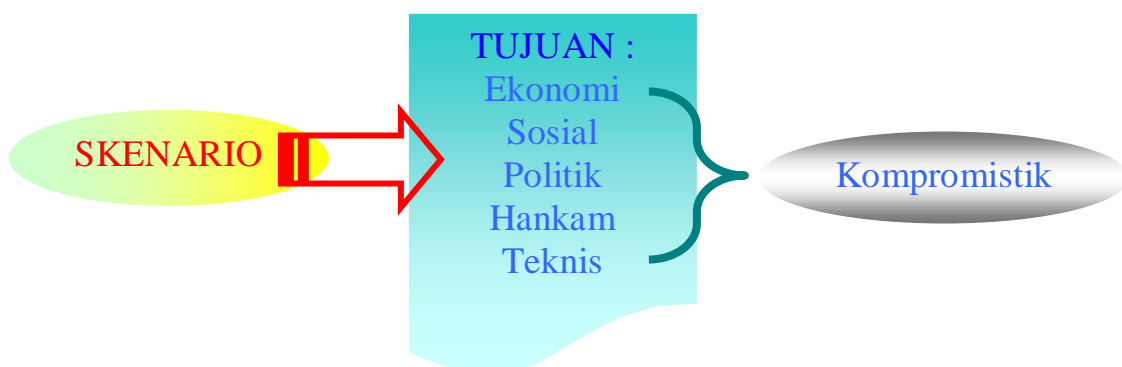 SKENARIO
TUJUAN :
Ekonomi
Sosial
Politik
Hankam
Teknis
Kompromistik